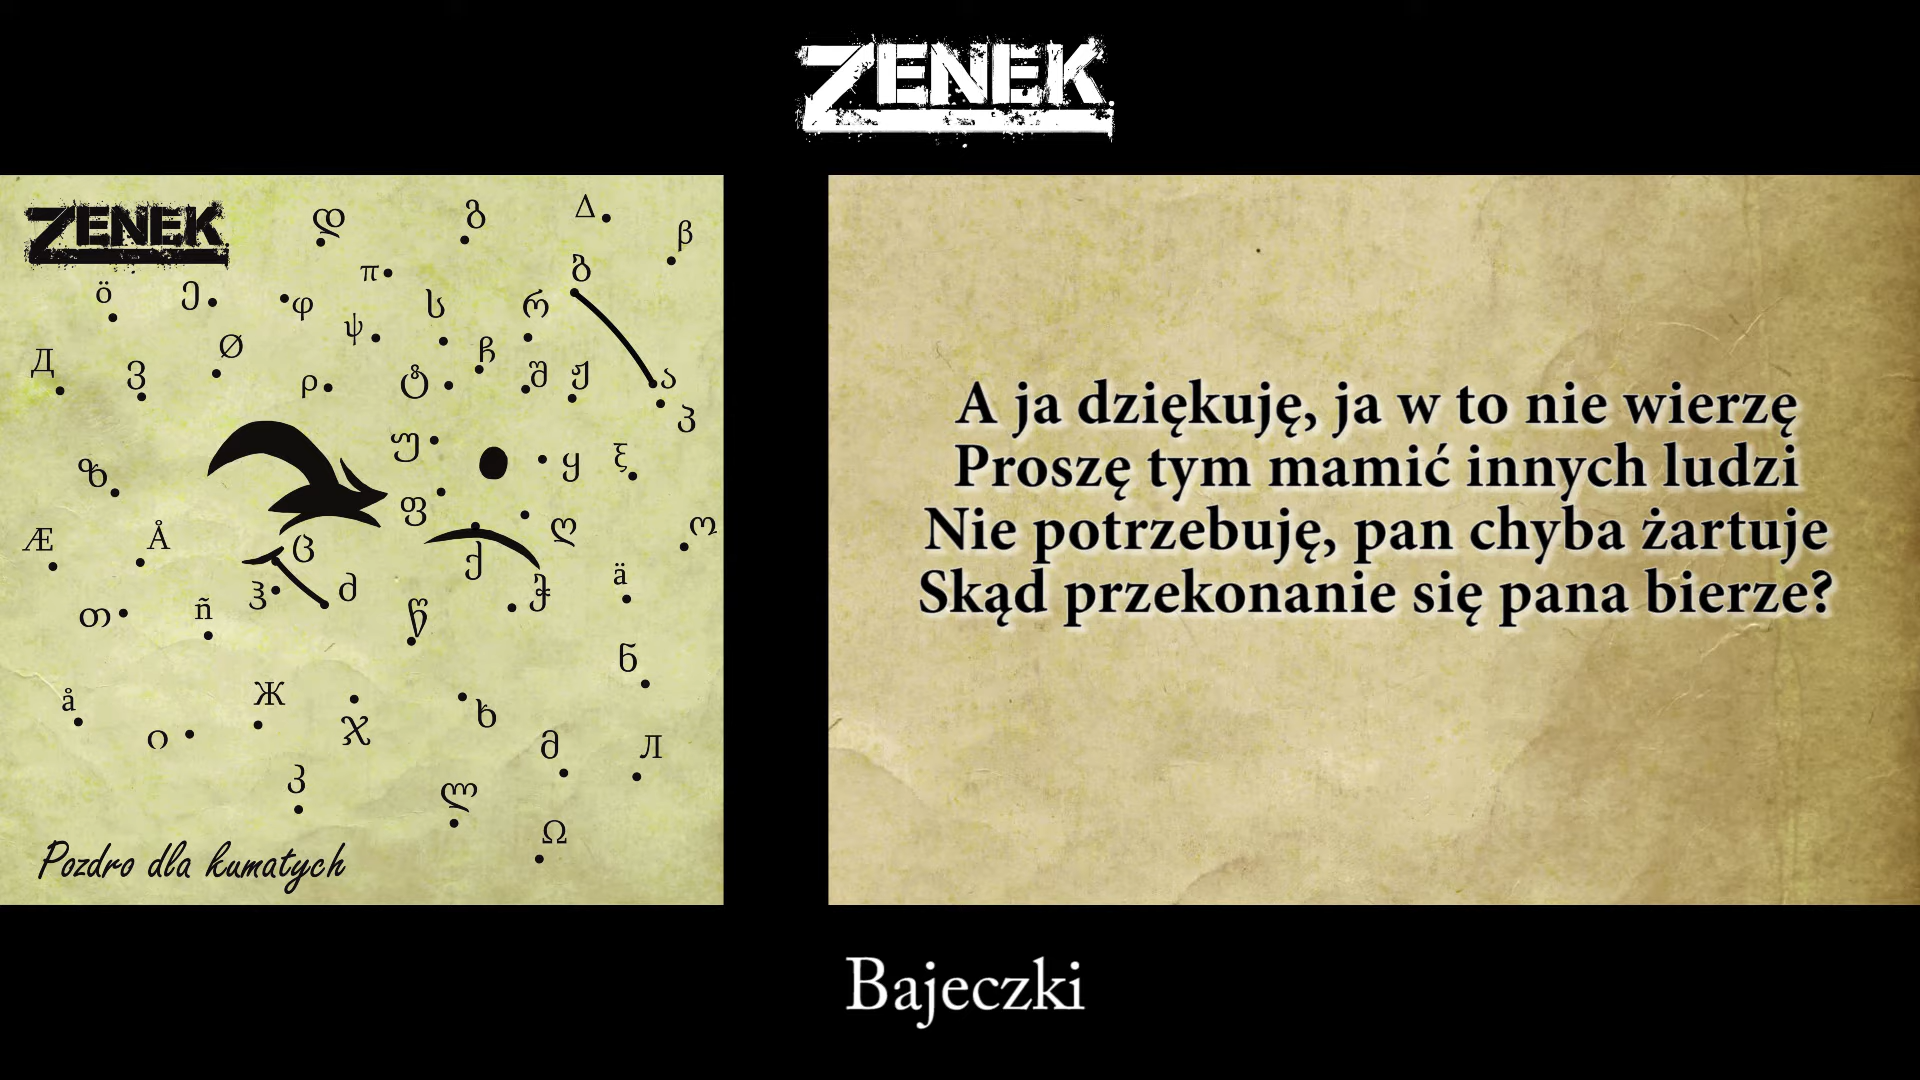 ZENEK
ZENEK
დ
გ
Δ
β
π
ბ
ö
ე
φ
ს
რ
ψ
ჩ
Ø
Д
ვ
ρ
ტ
შ
ჟ
ა
პ
უ
ყ
ξ
ზ
ფ
ღ
ო
Æ
Å
ც
ქ
ä
ჰ
ძ
ჭ
თ
ñ
წ
ნ
å
Ж
ი
ხ
მ
Л
კ
ლ
Ω
Pozdro dla kumatych
A ja dziękuję, ja w to nie wierzę
Proszę tym mamić innych ludzi
Nie potrzebuję, pan chyba żartuje
Skąd przekonanie się pana bierze?
Bajeczki